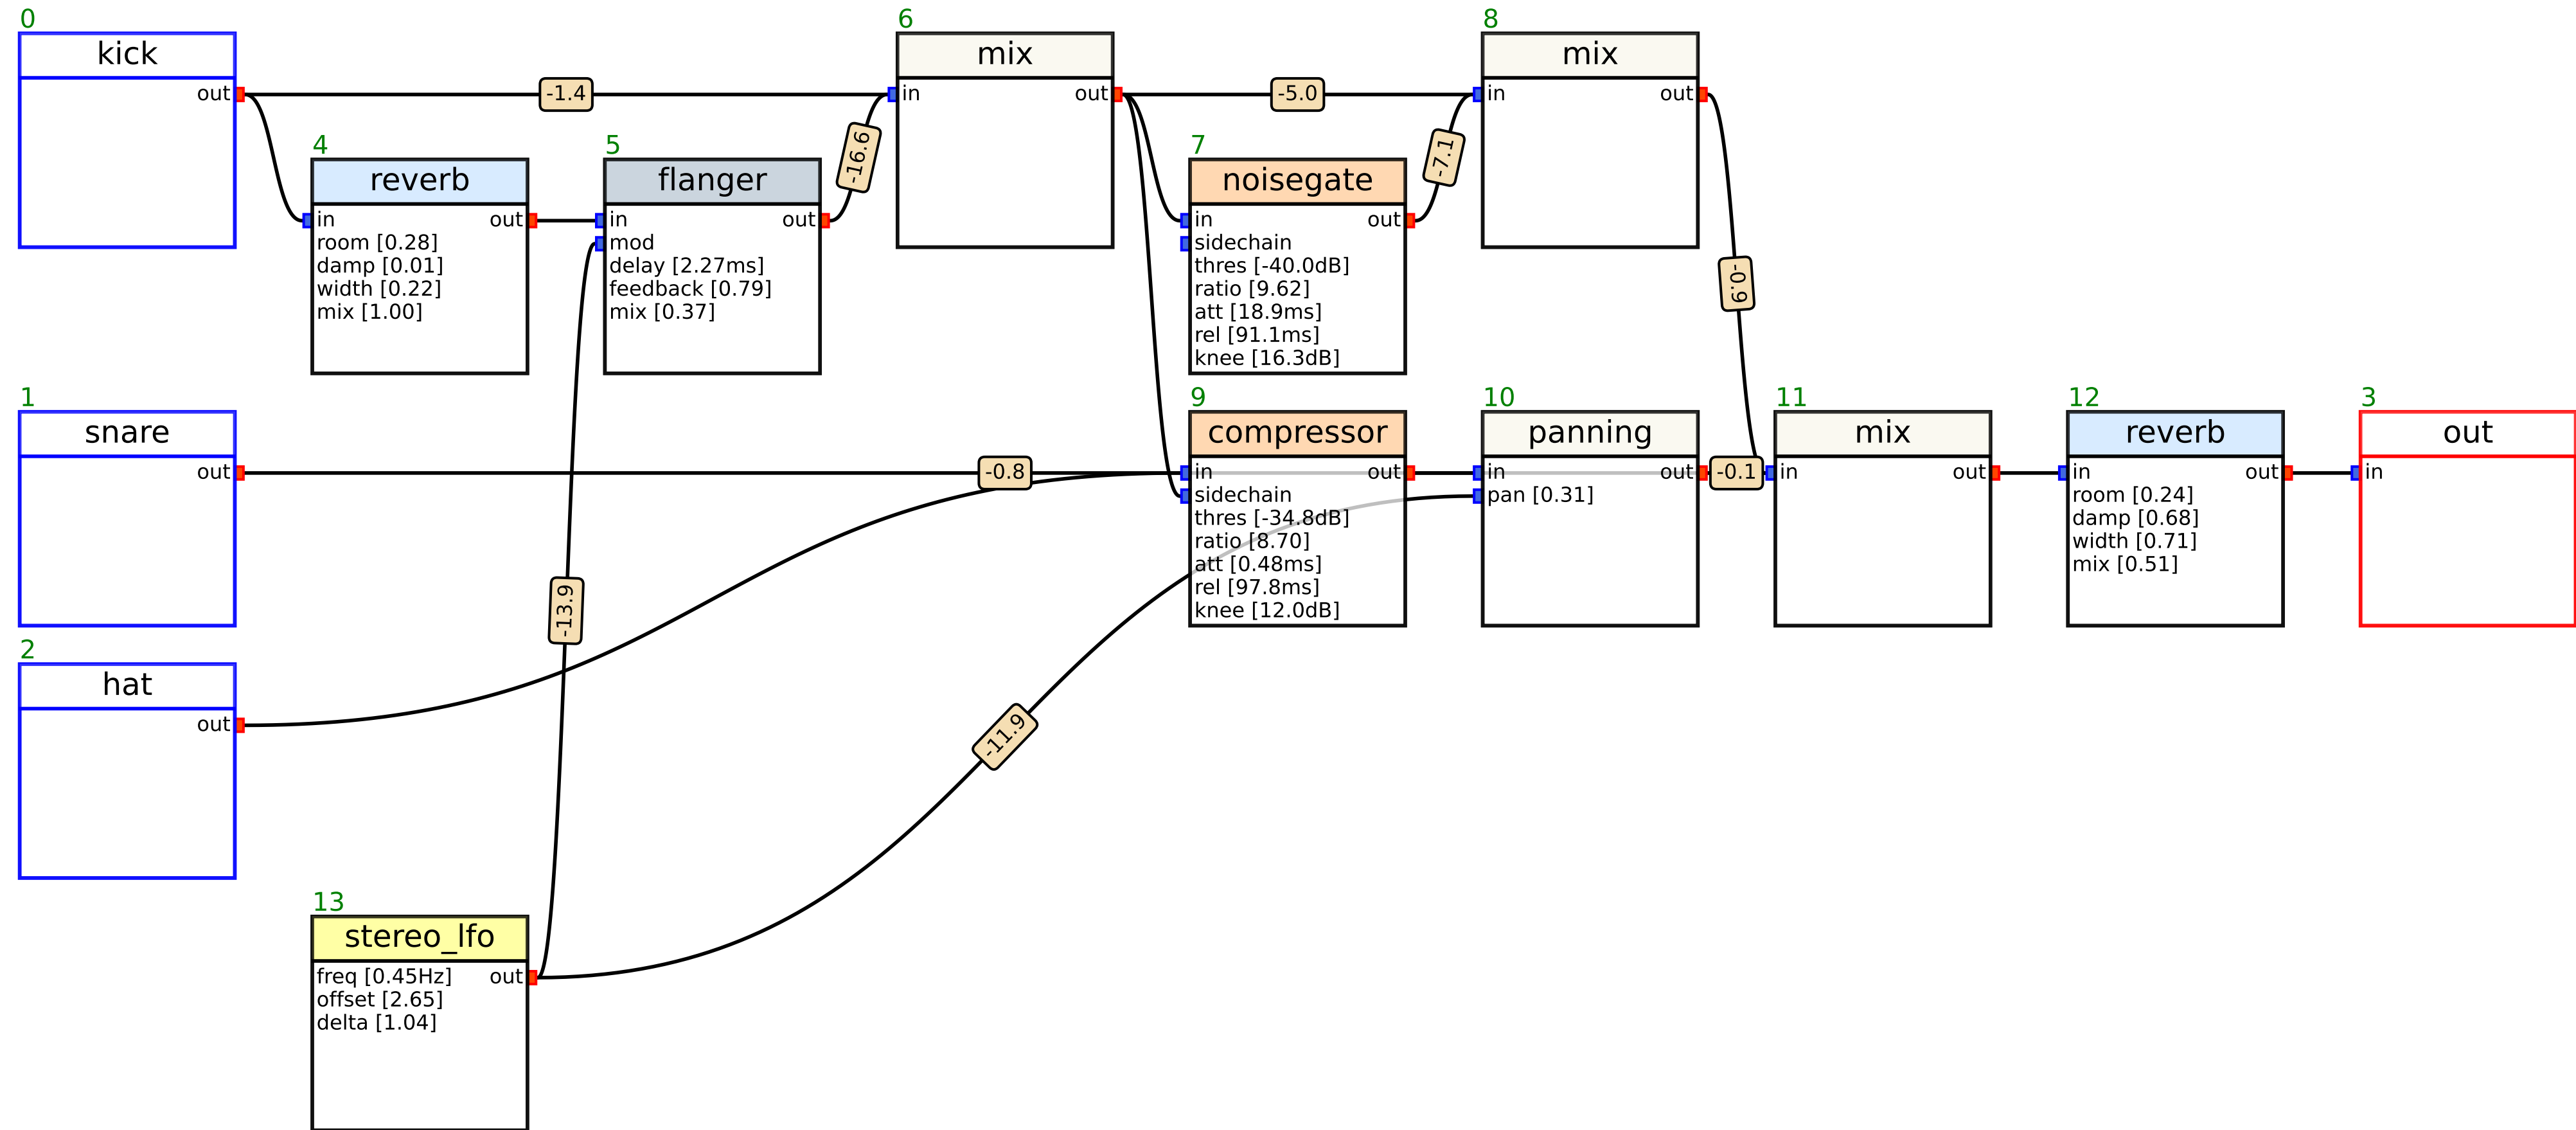 0
kick
out
-1.4
4
reverb
in
out
room [0.28]
damp [0.01]
width [0.22]
mix [1.00]
5
flanger
in
out
mod
delay [2.27ms]
feedback [0.79]
mix [0.37]
-16.6
6
mix
in
out
-5.0
7
noisegate
in
out
sidechain
thres [-40.0dB]
ratio [9.62]
att [18.9ms]
rel [91.1ms]
knee [16.3dB]
-7.1
8
mix
in
out
-0.9
1
snare
out
-0.8
9
compressor
in
out
sidechain
thres [-34.8dB]
ratio [8.70]
att [0.48ms]
rel [97.8ms]
knee [12.0dB]
10
panning
in
out
pan [0.31]
-0.1
11
mix
in
out
12
reverb
in
out
room [0.24]
damp [0.68]
width [0.71]
mix [0.51]
3
out
in
2
hat
out
-13.9
-11.9
13
stereo_lfo
freq [0.45Hz]
out
offset [2.65]
delta [1.04]